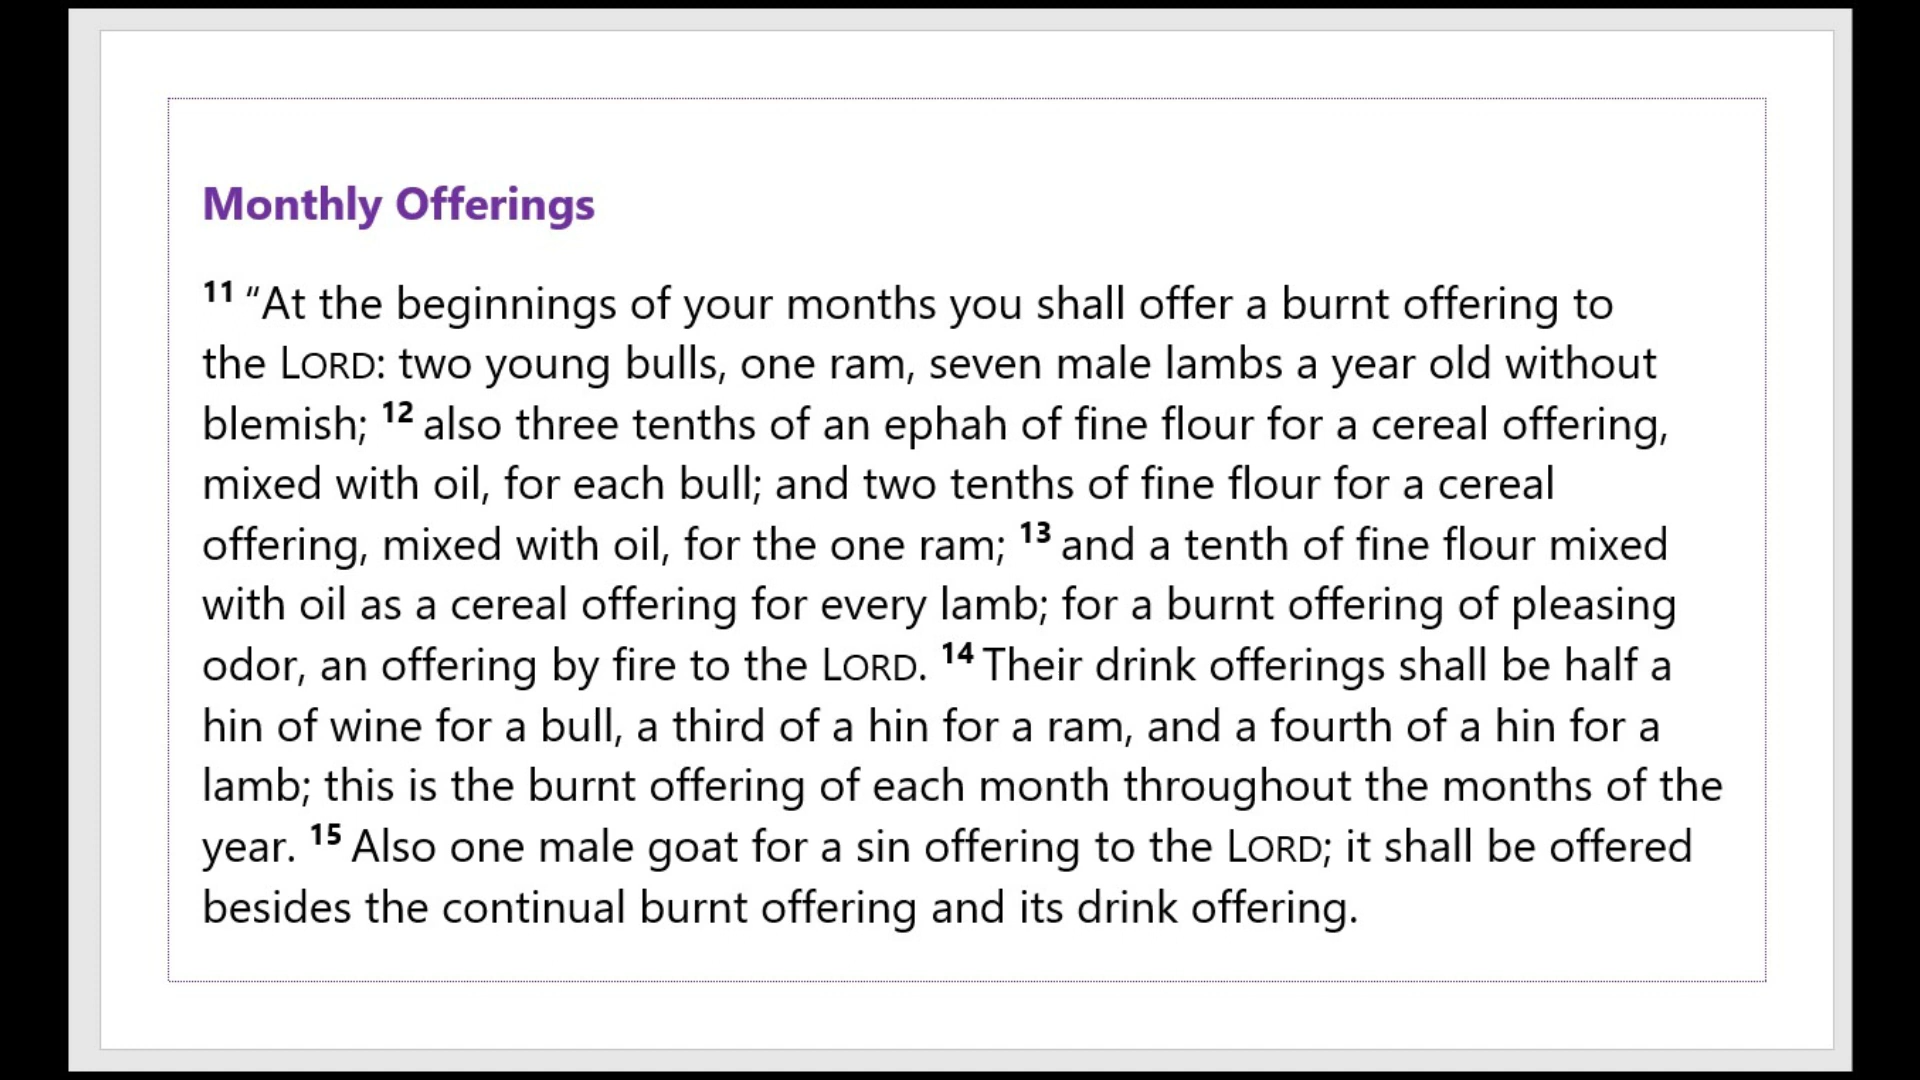 Monthly Offerings
11 “At the beginnings of your months you shall offer a burnt offering to
the LORD: two young bulls, one ram, seven male lambs a year old without
blemish; 12 also three tenths of an ephah of fine flour for a cereal offering,
mixed with oil, for each bull; and two tenths of fine flour for a cereal
offering, mixed with oil, for the one ram; 13 and a tenth of fine flour mixed
with oil as a cereal offering for every lamb; for a burnt offering of pleasing
odor, an offering by fire to the LORD. 14 Their drink offerings shall be half a
hin of wine for a bull, a third of a hin for a ram, and a fourth of a hin for a
lamb; this is the burnt offering of each month throughout the months of the
year. 15 Also one male goat for a sin offering to the LORD; it shall be offered
besides the continual burnt offering and its drink offering.